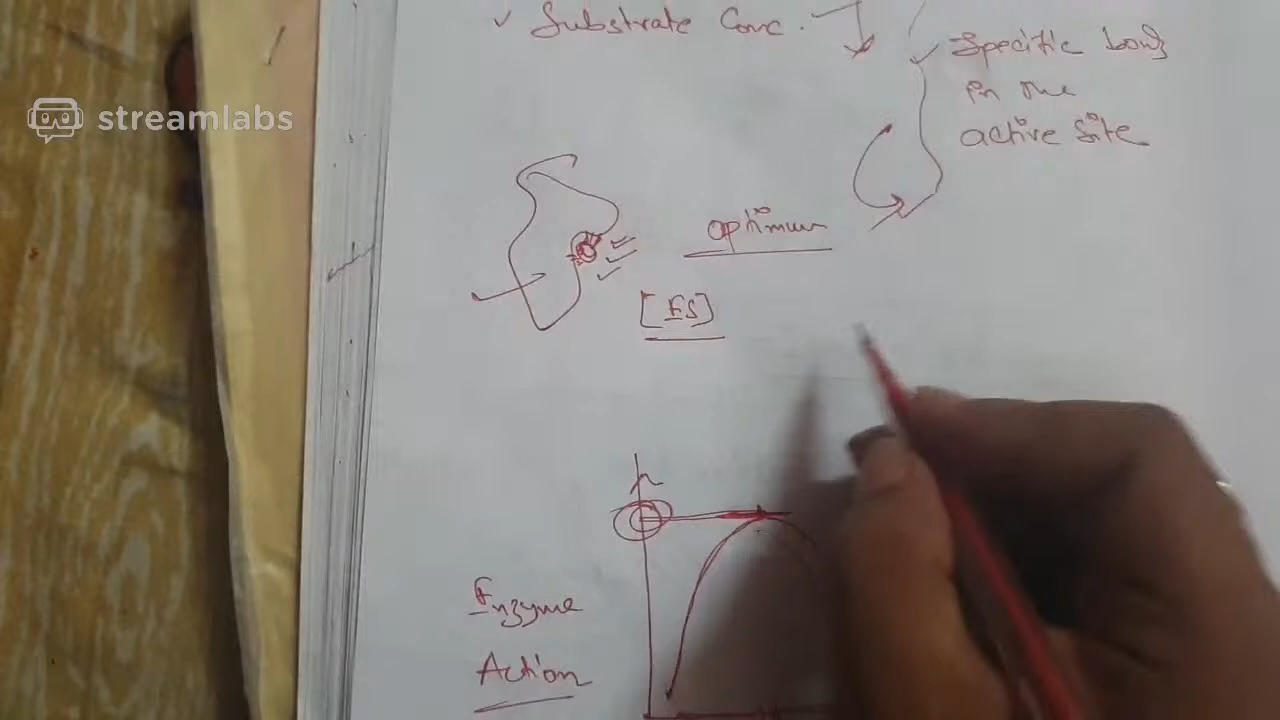 ✓ Substrate Conc.
✓ Specific bond
in the
active site
optimum
[ES]
Enzyme
Action
streamlabs